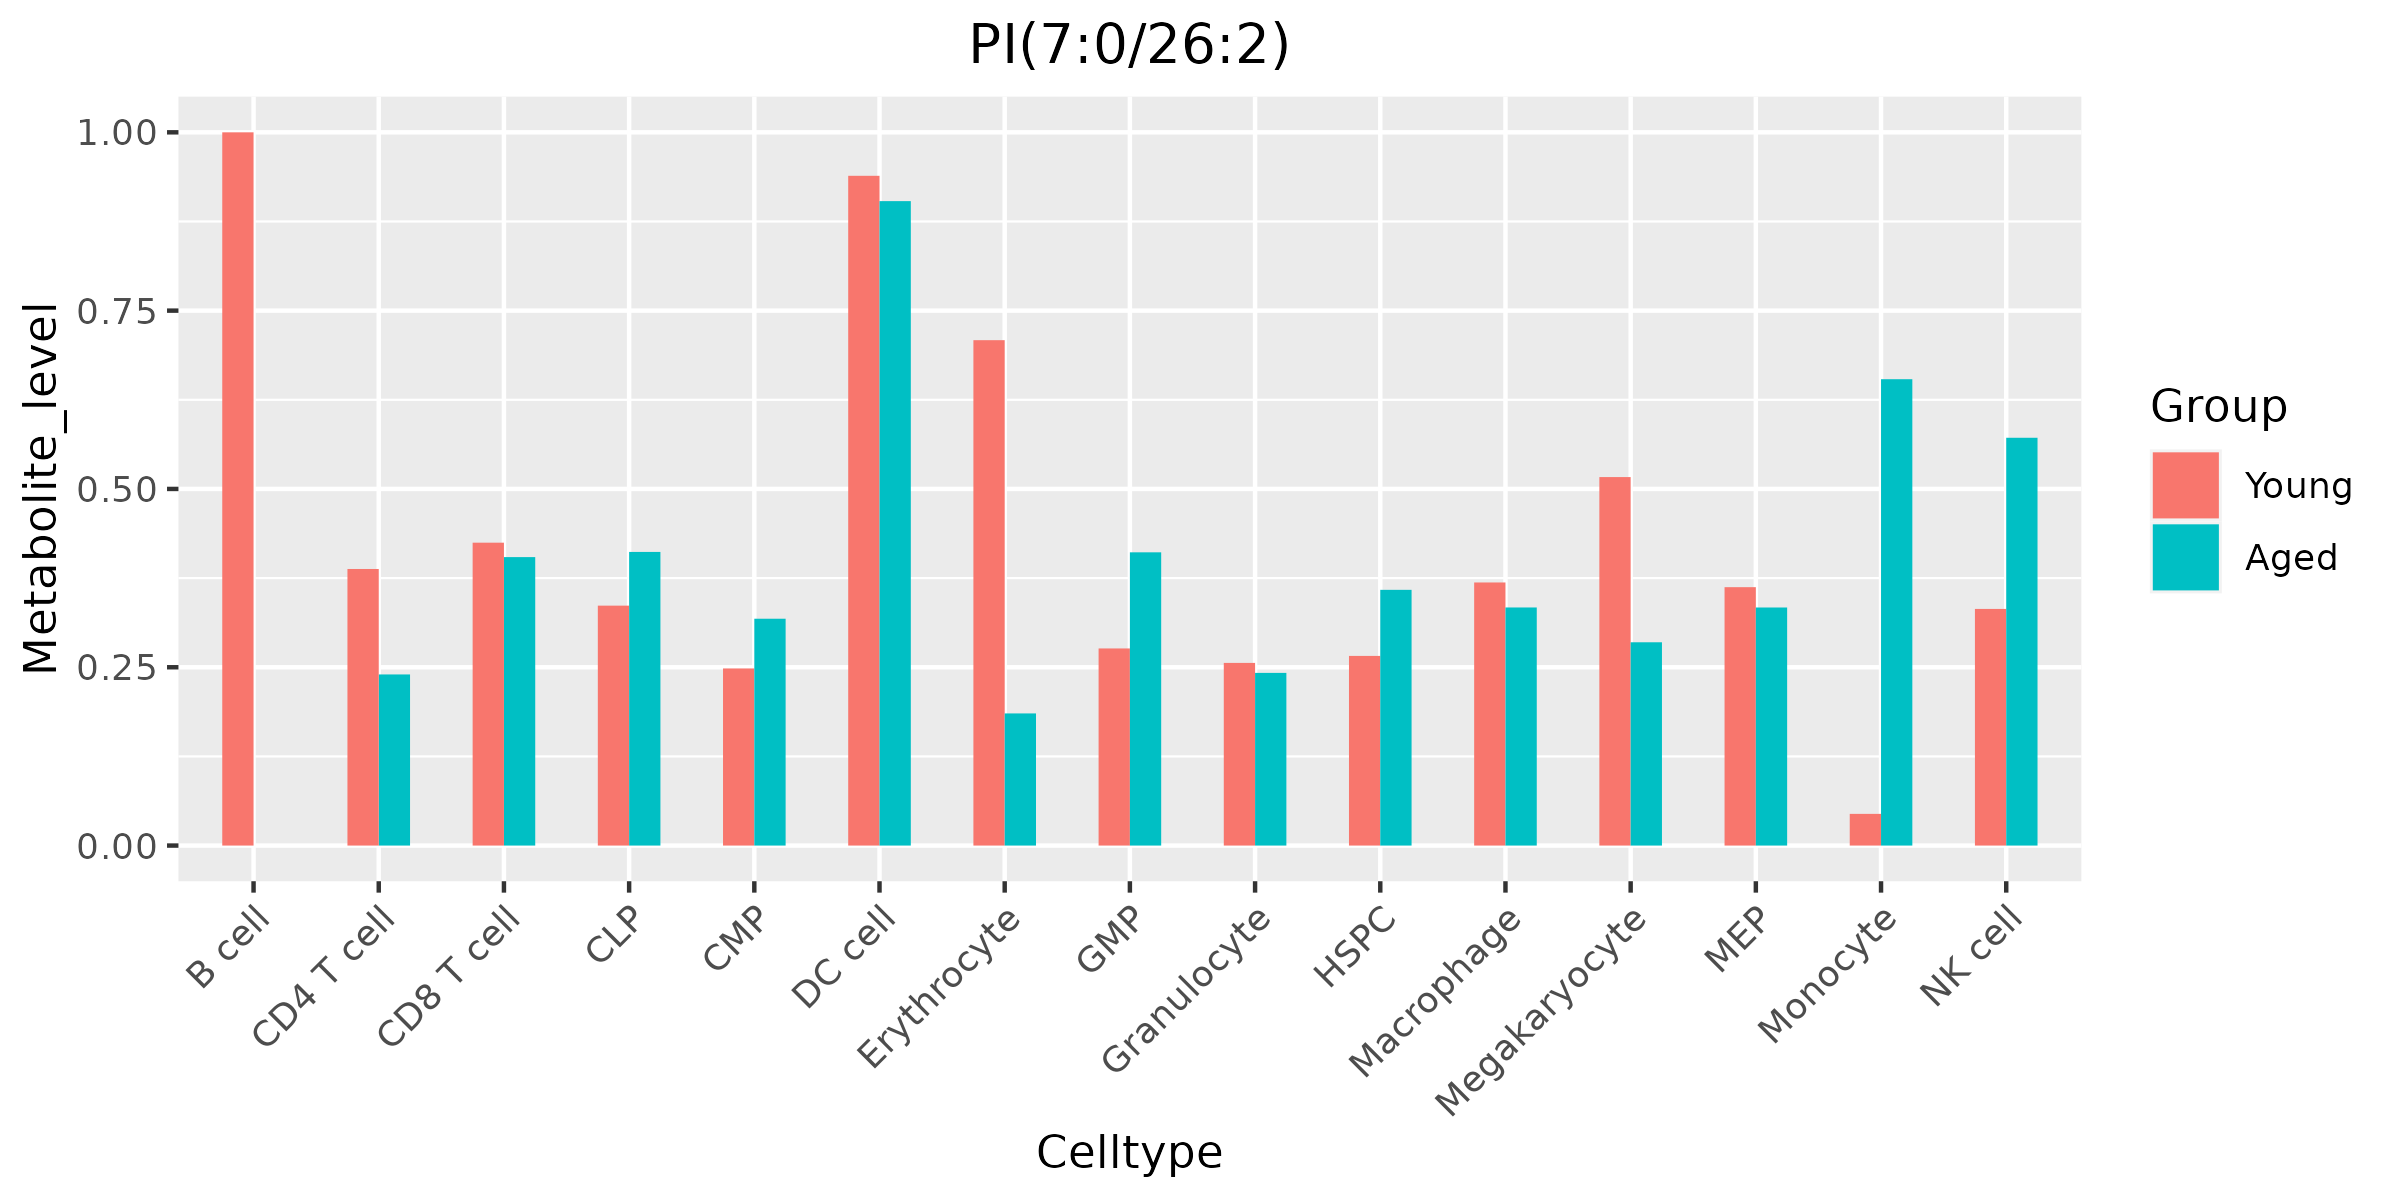 PI(7:0/26:2)
Metabolite_level
1.00
0.75
0.50
0.25
0.00
B cell
CD4 T cell
CD8 T cell
CLP
CMP
DC cell
Erythrocyte
GMP
Granulocyte
HSPC
Macrophage
Megakaryocyte
MEP
Monocyte
NK cell
Celltype
Group
Young
Aged